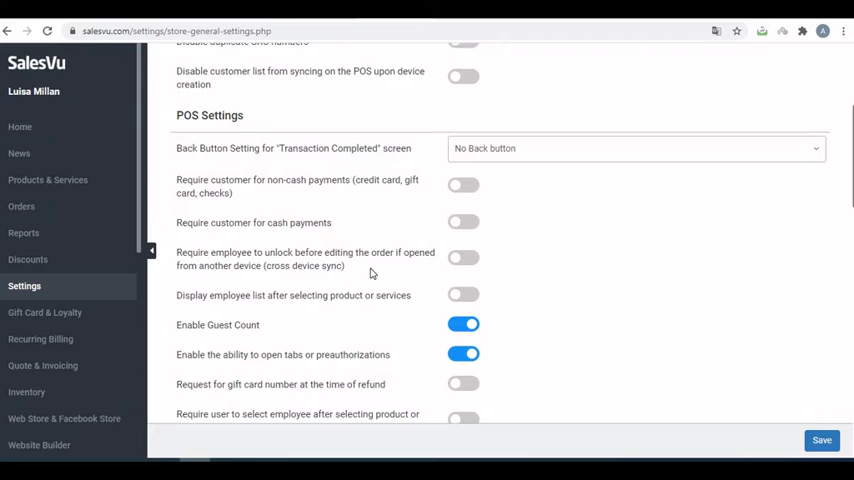 salesvu.com/settings/store-general-settings.php
A
SalesVu
Luisa Millan
Home
News
Products & Services
Orders
Reports
Discounts
Settings
Gift Card & Loyalty
Recurring Billing
Quote & Invoicing
Inventory
Web Store & Facebook Store
Website Builder
Disable customer list from syncing on the POS upon device
creation
POS Settings
Back Button Setting for "Transaction Completed" screen
No Back button
Require customer for non-cash payments (credit card, gift
card, checks)
Require customer for cash payments
Require employee to unlock before editing the order if opened
from another device (cross device sync)
Display employee list after selecting product or services
Enable Guest Count
Enable the ability to open tabs or preauthorizations
Request for gift card number at the time of refund
Require user to select employee after selecting product or
Save